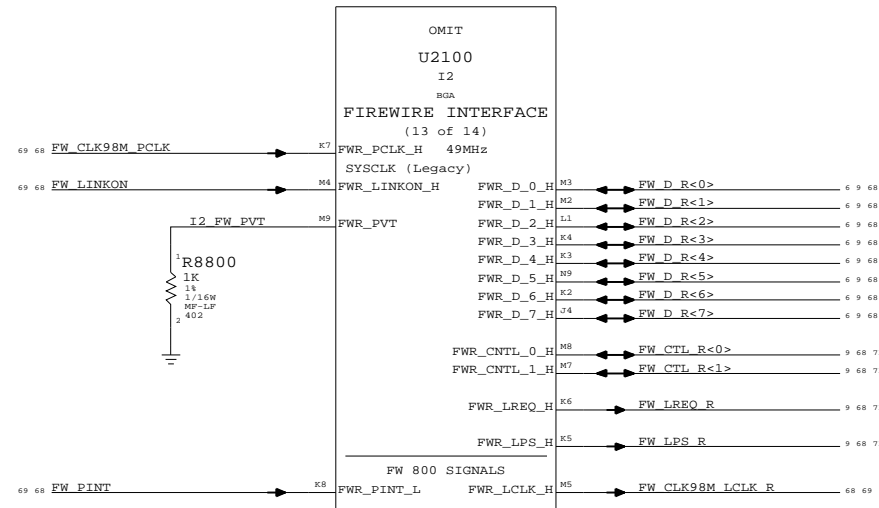 OMIT
U2100
I2
BGA
FIREWIRE INTERFACE
(13 of 14)
69 68 FW_CLK98M_PCLK K7 FWR_PCLK_H 49MHz
SYSCLK (Legacy)
69 68 FW_LINKON M4 FWR_LINKON_H FWR_D_0_H M3 FW_D_R<0> 6 9 68
FWR_D_1_H M2 FW_D_R<1> 6 9 68
I2_FW_PVT M9 FWR_PVT FWR_D_2_H L1 FW_D_R<2> 6 9 68
FWR_D_3_H K4 FW_D_R<3> 6 9 68
FWR_D_4_H K3 FW_D_R<4> 6 9 68
FWR_D_5_H N9 FW_D_R<5> 6 9 68
FWR_D_6_H K2 FW_D_R<6> 6 9 68
FWR_D_7_H J4 FW_D_R<7> 6 9 68
1 R8800
1K
1%
1/16W
MF-LF
402
2
FWR_CNTL_0_H M8 FW_CTL_R<0> 9 68 7
FWR_CNTL_1_H M7 FW_CTL_R<1> 9 68 7
FWR_LREQ_H K6 FW_LREQ_R 9 68 7
FWR_LPS_H K5 FW_LPS_R 9 68 7
FW 800 SIGNALS
69 68 FW_PINT K8 FWR_PINT_L FWR_LCLK_H M5 FW_CLK98M_LCLK_R 68 69